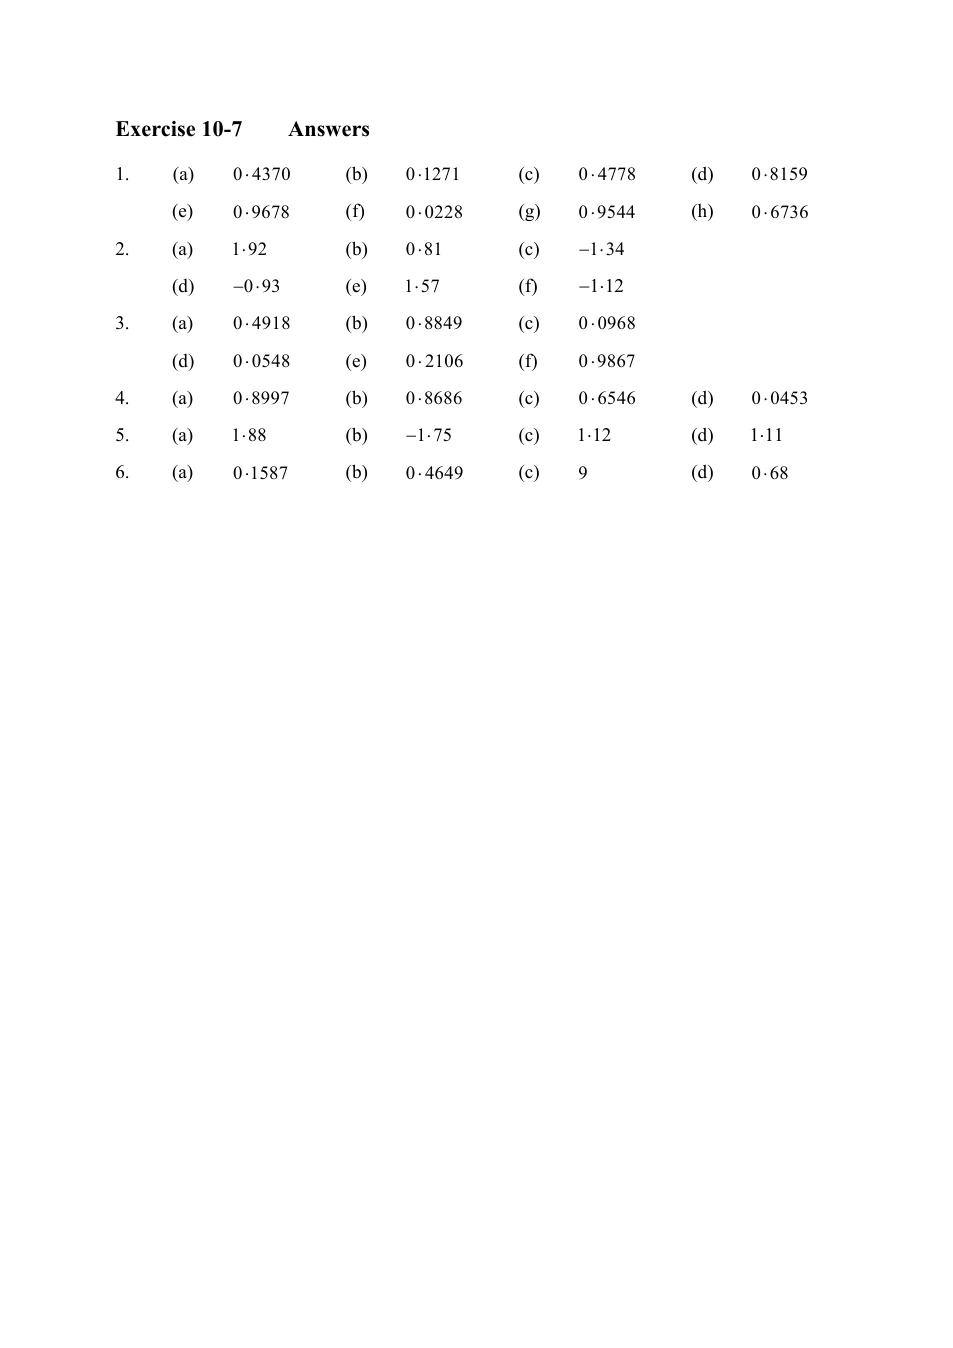 Exercise 10-7 Answers
1. (a) 0·4370 (b) 0·1271 (c) 0·4778 (d) 0·8159
(e) 0·9678 (f) 0·0228 (g) 0·9544 (h) 0·6736
2. (a) 1·92 (b) 0·81 (c) −1·34
(d) −0·93 (e) 1·57 (f) −1·12
3. (a) 0·4918 (b) 0·8849 (c) 0·0968
(d) 0·0548 (e) 0·2106 (f) 0·9867
4. (a) 0·8997 (b) 0·8686 (c) 0·6546 (d) 0·0453
5. (a) 1·88 (b) −1·75 (c) 1·12 (d) 1·11
6. (a) 0·1587 (b) 0·4649 (c) 9 (d) 0·68